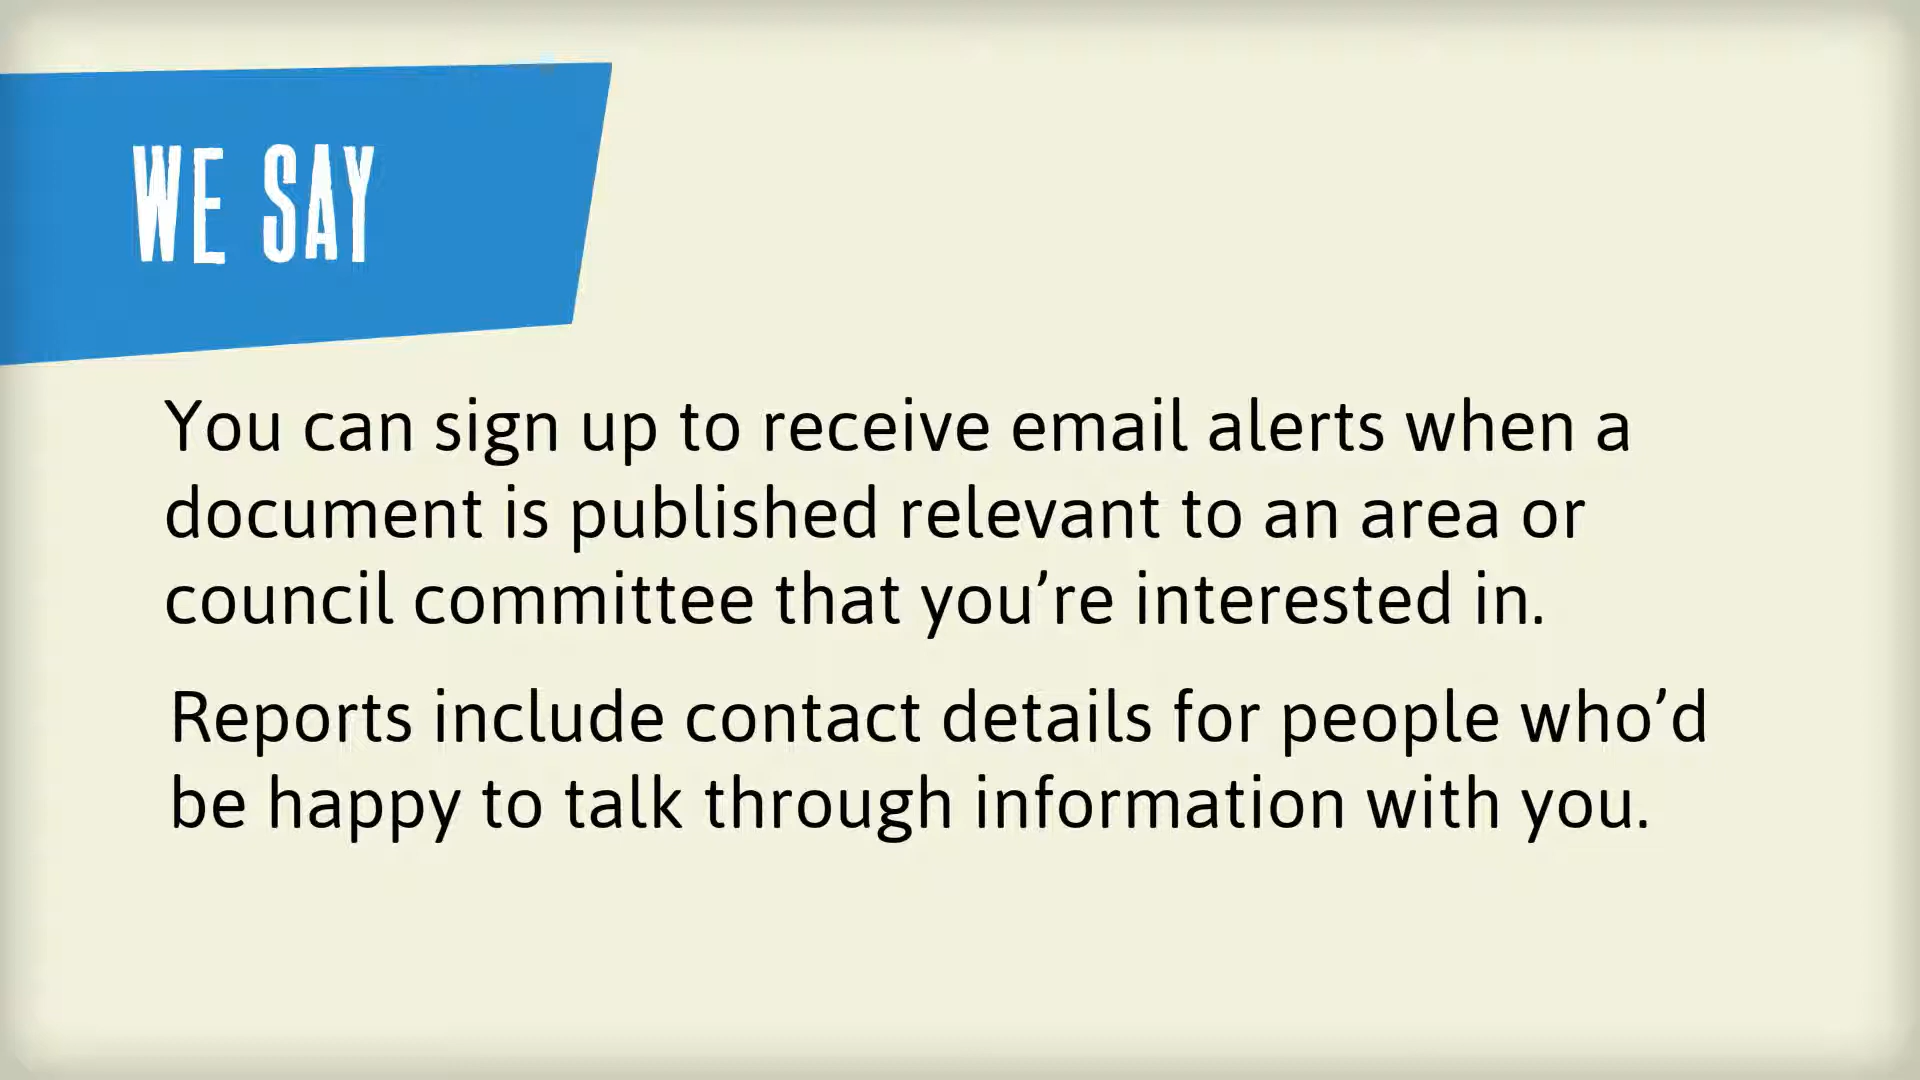 WE SAY
You can sign up to receive email alerts when a
document is published relevant to an area or
council committee that you’re interested in.
Reports include contact details for people who’d
be happy to talk through information with you.